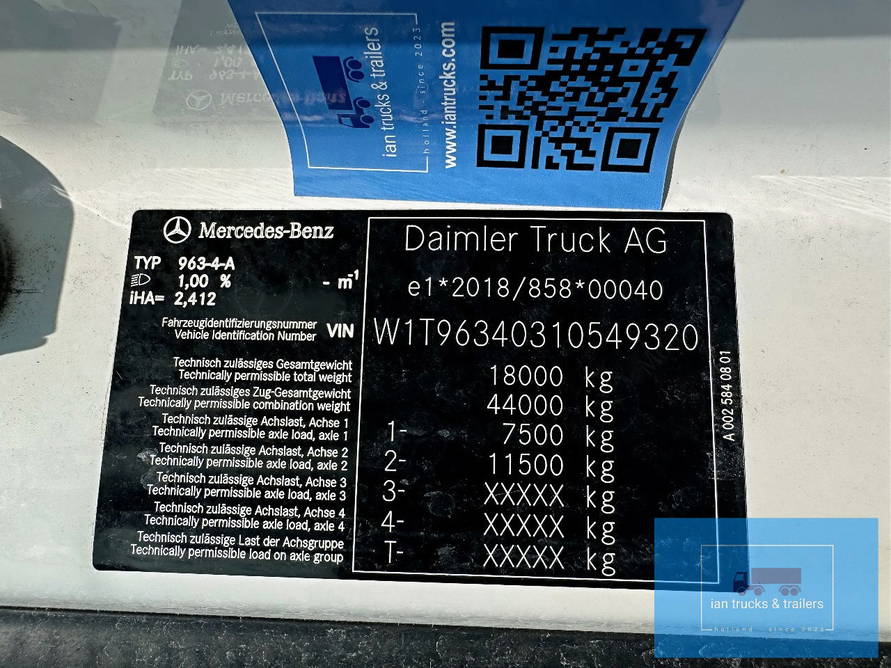 ian trucks & trailers
holland - since 2023
www.iantrucks.com
Mercedes-Benz
TYP 963-4-A
1,00 % - m-1
iHA= 2,412
Fahrzeugidentifizierungsnummer
Vehicle Identification Number VIN
Technisch zulässiges Gesamtgewicht
Technically permissible total weight
Technisch zulässiges Zug-Gesamtgewicht
Technically permissible combination weight
Technisch zulässige Achslast, Achse 1
Technically permissible axle load, axle 1
Technisch zulässige Achslast, Achse 2
Technically permissible axle load, axle 2
Technisch zulässige Achslast, Achse 3
Technically permissible axle load, axle 3
Technisch zulässige Achslast, Achse 4
Technically permissible axle load, axle 4
Technisch zulässige Last der Achsgruppe
Technically permissible load on axle group
Daimler Truck AG
e1*2018/858*00040
W1T96340310549320
18000 kg
44000 kg
1- 7500 kg
2- 11500 kg
3- XXXXX kg
4- XXXXX kg
T- XXXXX kg
A 002 584 08 01
ian trucks & trailers
holland - since 2023